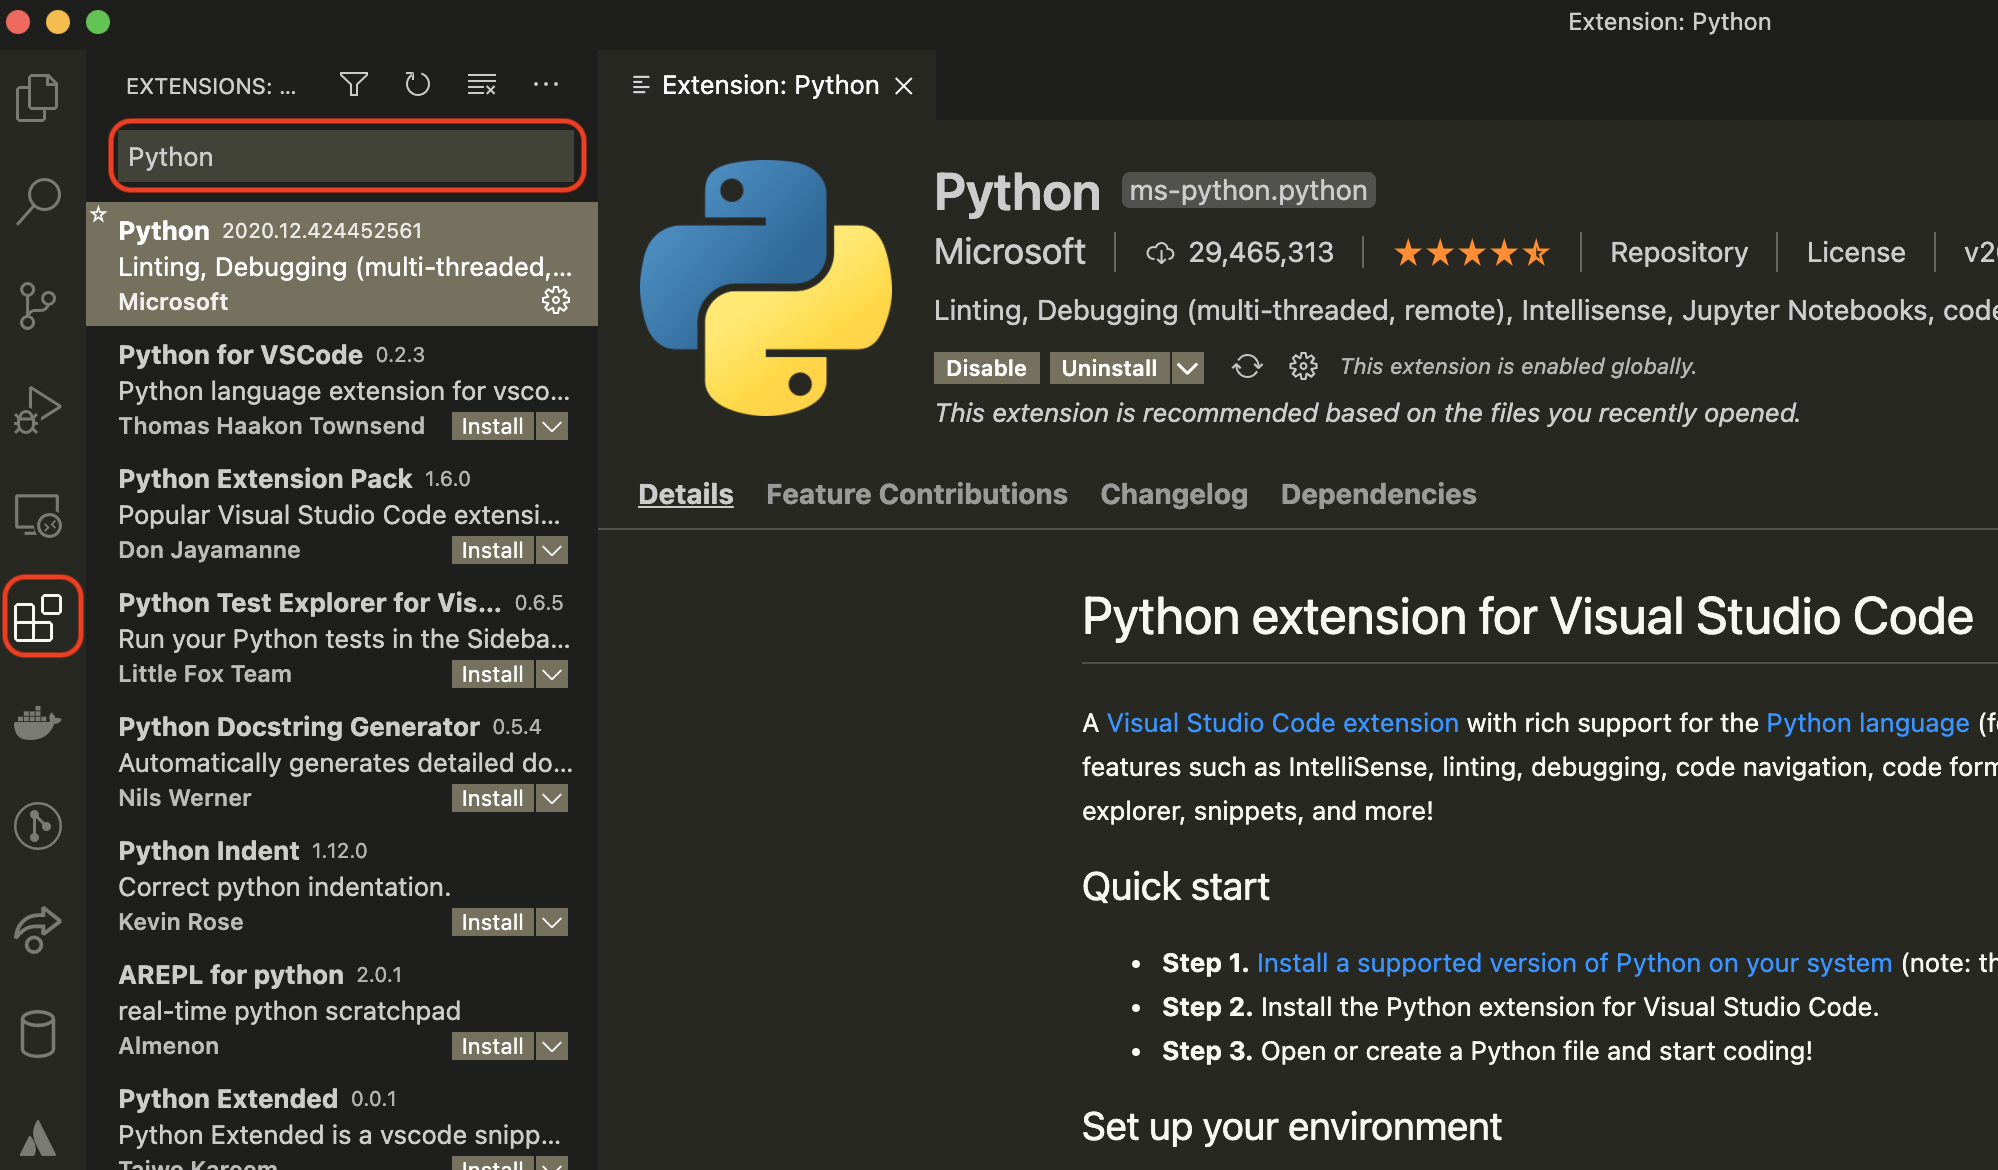 Extension: Python
EXTENSIONS: ...
Python
Python 2020.12.424452561
Linting, Debugging (multi-threaded,...
Microsoft
Python for VSCode 0.2.3
Python language extension for vsco...
Thomas Haakon Townsend Install
Python Extension Pack 1.6.0
Popular Visual Studio Code extensi...
Don Jayamanne Install
Python Test Explorer for Vis... 0.6.5
Run your Python tests in the Sideba...
Little Fox Team Install
Python Docstring Generator 0.5.4
Automatically generates detailed do...
Nils Werner Install
Python Indent 1.12.0
Correct python indentation.
Kevin Rose Install
AREPL for python 2.0.1
real-time python scratchpad
Almenon Install
Python Extended 0.0.1
Python Extended is a vscode snipp...
Taiwo Kareem Install
Extension: Python
Python ms-python.python
Microsoft 29,465,313 Repository License v20
Linting, Debugging (multi-threaded, remote), Intellisense, Jupyter Notebooks, code
Disable Uninstall This extension is enabled globally.
This extension is recommended based on the files you recently opened.
Details Feature Contributions Changelog Dependencies
Python extension for Visual Studio Code
A Visual Studio Code extension with rich support for the Python language (f
features such as IntelliSense, linting, debugging, code navigation, code form
explorer, snippets, and more!
Quick start
• Step 1. Install a supported version of Python on your system (note: th
• Step 2. Install the Python extension for Visual Studio Code.
• Step 3. Open or create a Python file and start coding!
Set up your environment